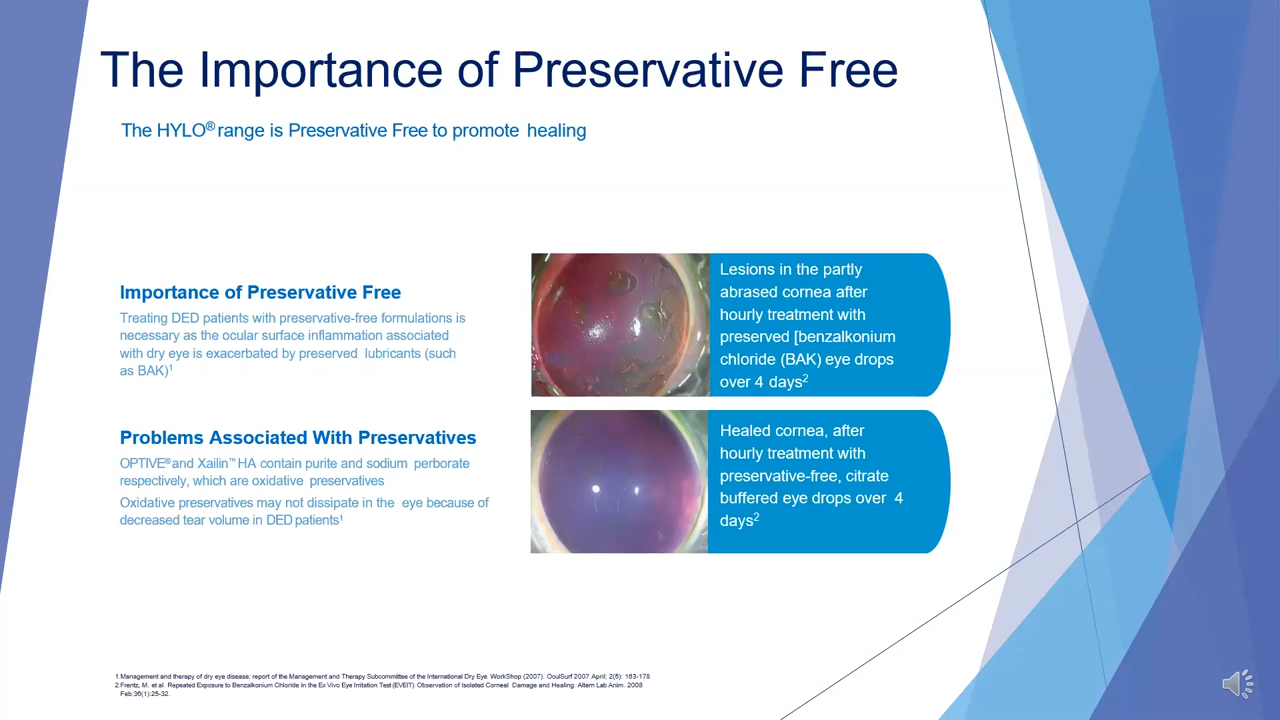 The Importance of Preservative Free
The HYLO® range is Preservative Free to promote healing
Importance of Preservative Free
Treating DED patients with preservative-free formulations is
necessary as the ocular surface inflammation associated
with dry eye is exacerbated by preserved lubricants (such
as BAK)¹
Problems Associated With Preservatives
OPTIVE® and Xailin™ HA contain purite and sodium perborate
respectively, which are oxidative preservatives
Oxidative preservatives may not dissipate in the eye because of
decreased tear volume in DED patients¹
Lesions in the partly
abrased cornea after
hourly treatment with
preserved [benzalkonium
chloride (BAK) eye drops
over 4 days²
Healed cornea, after
hourly treatment with
preservative-free, citrate
buffered eye drops over 4
days²
1.Management and therapy of dry eye disease: report of the Management and Therapy Subcommittee of the International Dry Eye WorkShop (2007). OculSurf 2007 April; 2(5): 163-178
2.Frentz, M. et al. Repeated Exposure to Benzalkonium Chloride in the Ex Vivo Eye Irritation Test (EVEIT): Observation of Isolated Corneal Damage and Healing. Altern Lab Anim. 2008
Feb;36(1):25-32.